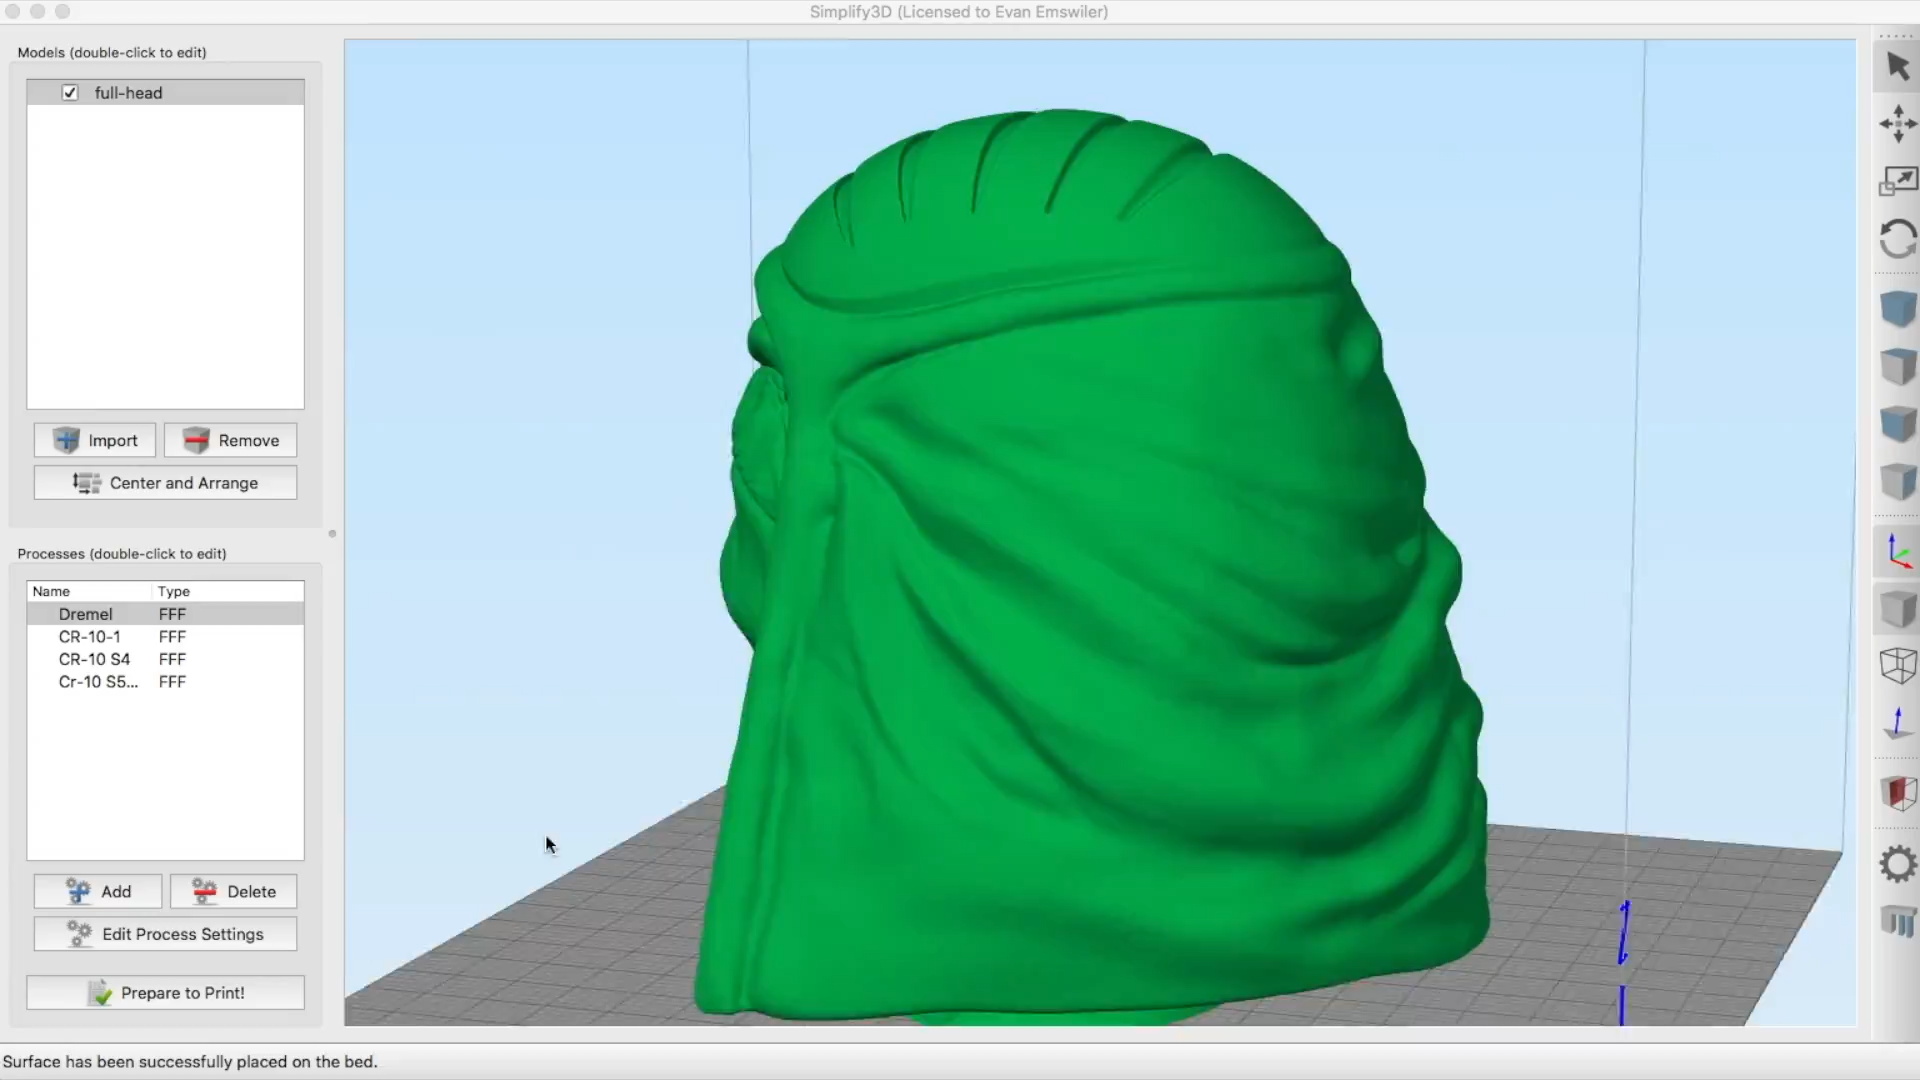 Simplify3D (Licensed to Evan Emswiler)
Models (double-click to edit)
full-head
Import
Remove
Center and Arrange
Processes (double-click to edit)
Name Type
Dremel FFF
CR-10-1 FFF
CR-10 S4 FFF
Cr-10 S5... FFF
Add
Delete
Edit Process Settings
Prepare to Print!
Surface has been successfully placed on the bed.